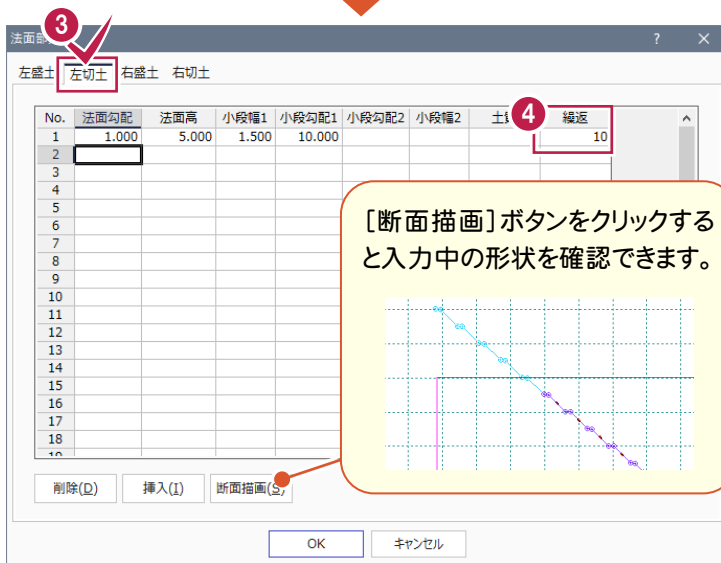 3
法面
? ×
左盛土 左切土 右盛土 右切土
4
No. 法面勾配 法面高 小段幅1 小段勾配1 小段勾配2 小段幅2 土 繰返
1 1.000 5.000 1.500 10.000 10
2
3
4
5
6
7
8
9
10
11
12
13
14
15
16
17
18
19
［断面描画］ボタンをクリックする
と入力中の形状を確認できます。
削除(D) 挿入(I) 断面描画(S)
OK キャンセル